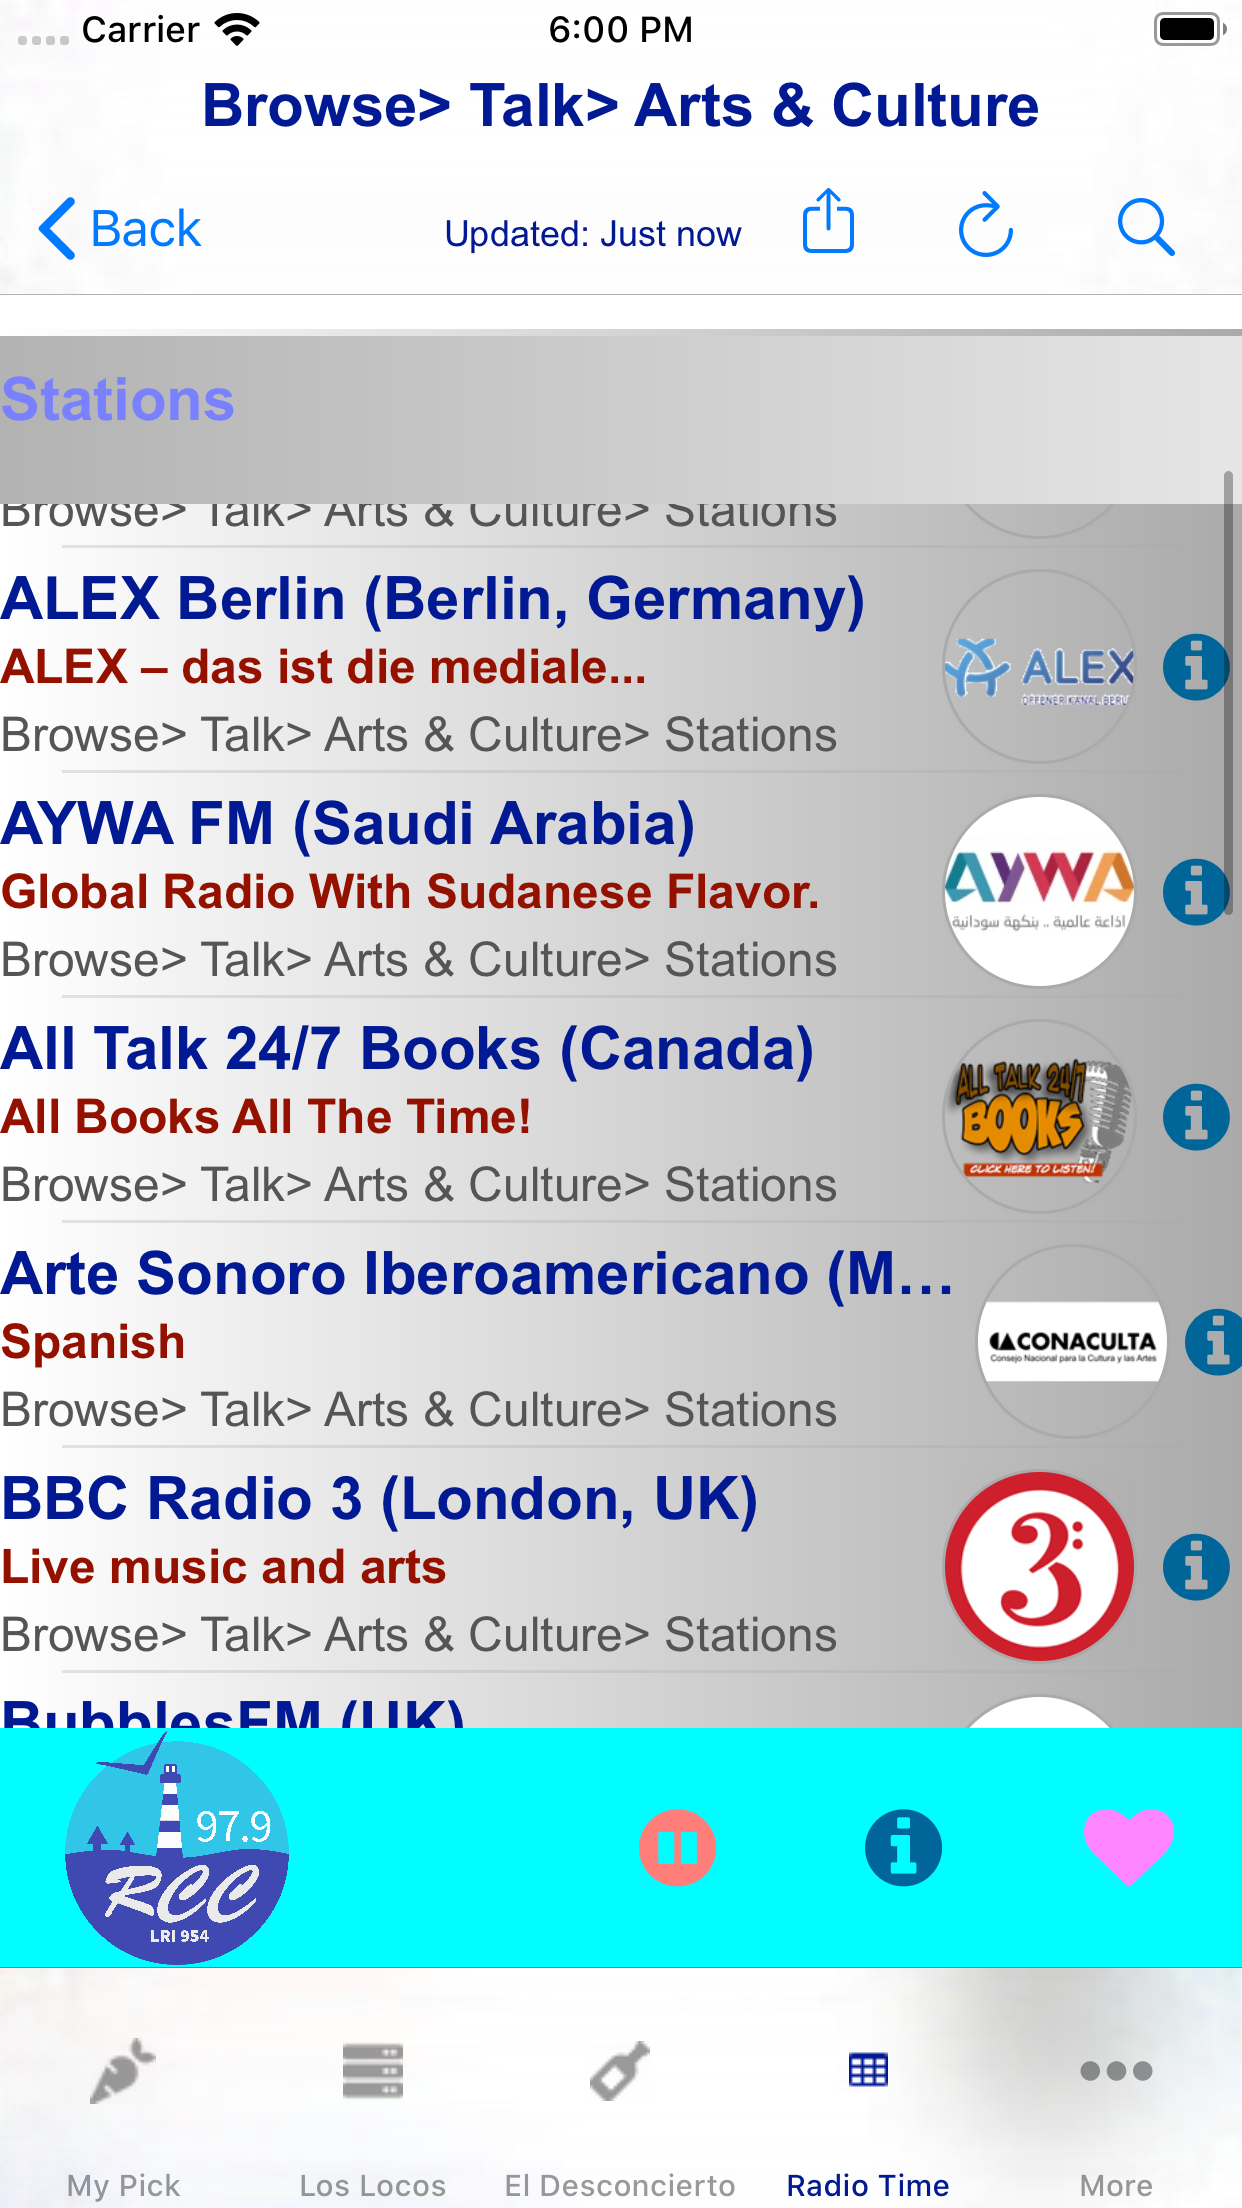 Carrier 6:00 PM
Browse> Talk> Arts & Culture
Back Updated: Just now
Stations
Browse> Talk> Arts & Culture> Stations
ALEX Berlin (Berlin, Germany)
ALEX – das ist die mediale...
Browse> Talk> Arts & Culture> Stations
ALEX
OFFENER KANAL BERL
AYWA FM (Saudi Arabia)
Global Radio With Sudanese Flavor.
Browse> Talk> Arts & Culture> Stations
AYWA
اذاعة عالمية .. بنكهة سودانية
All Talk 24/7 Books (Canada)
All Books All The Time!
Browse> Talk> Arts & Culture> Stations
ALL TALK 24/7
BOOKS
CLICK HERE TO LISTEN!
Arte Sonoro Iberoamericano (M...
Spanish
Browse> Talk> Arts & Culture> Stations
CONACULTA
Consejo Nacional para la Cultura y las Artes
BBC Radio 3 (London, UK)
Live music and arts
Browse> Talk> Arts & Culture> Stations
3
BubblesFM (UK)
97.9
RCC
LRI 954
My Pick Los Locos El Desconcierto Radio Time More